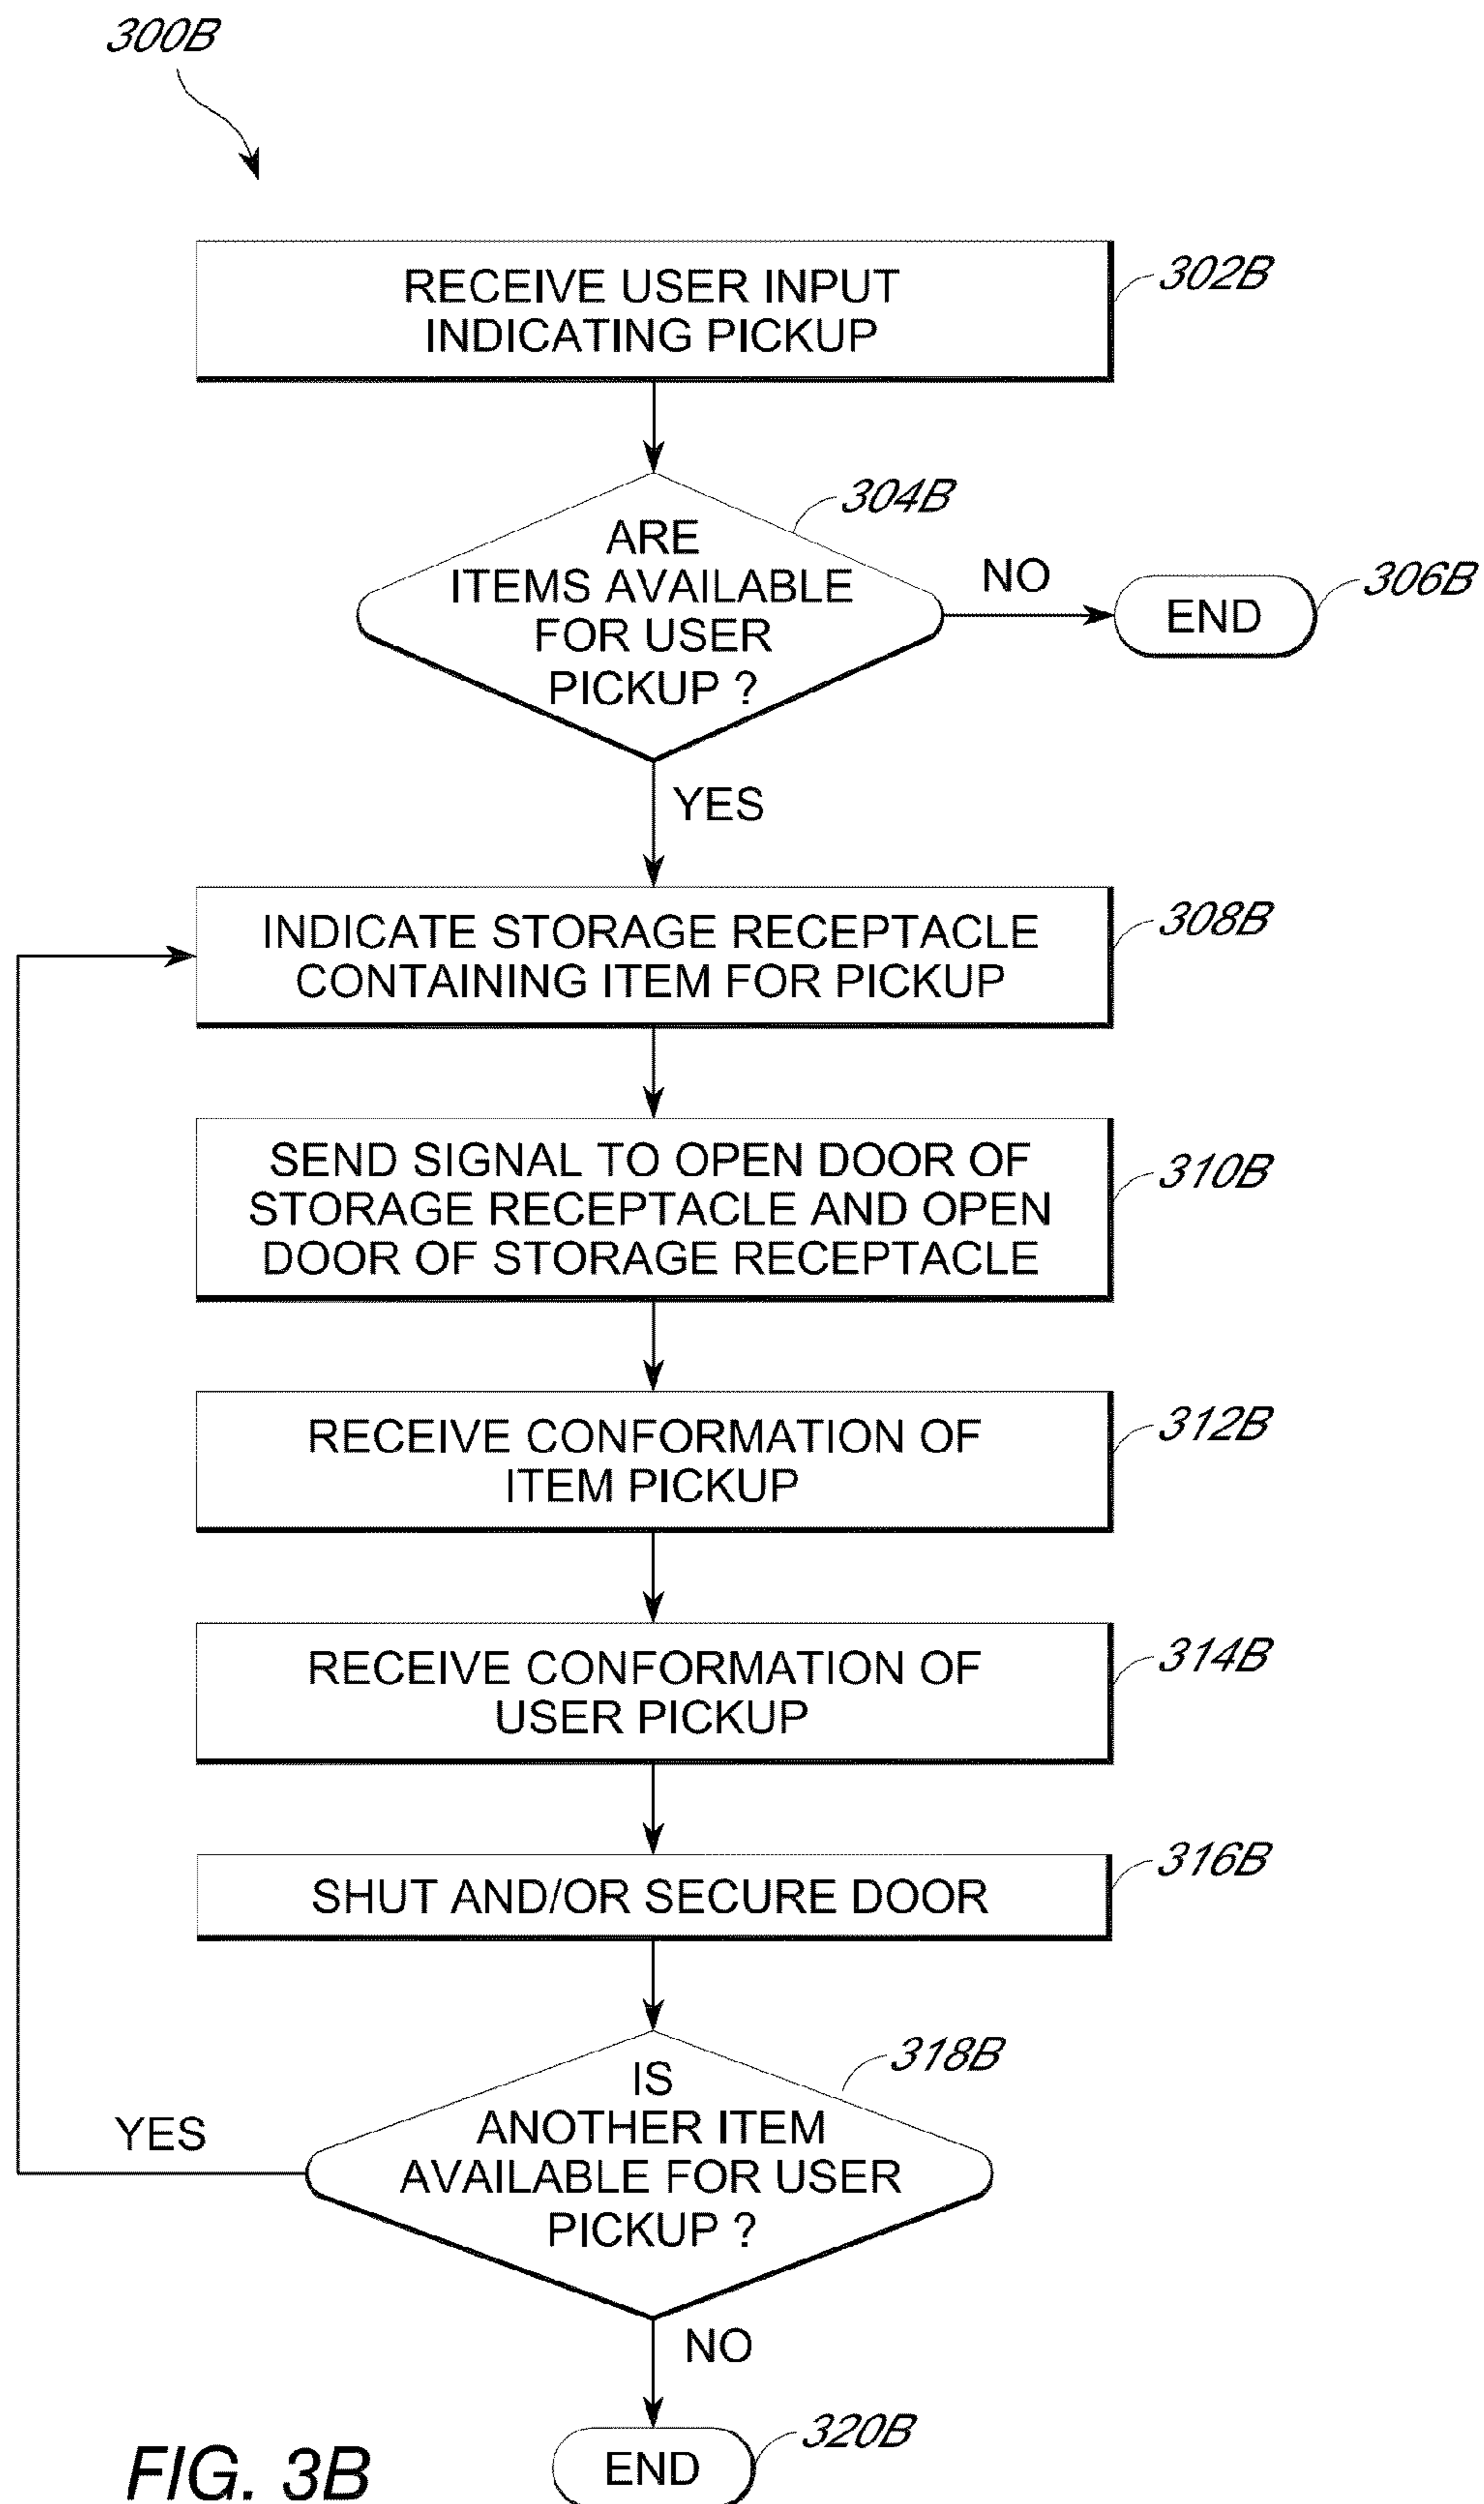 300B
RECEIVE USER INPUT
INDICATING PICKUP
302B
304B
ARE
ITEMS AVAILABLE
FOR USER
PICKUP ?
NO
END
306B
YES
INDICATE STORAGE RECEPTACLE
CONTAINING ITEM FOR PICKUP
308B
SEND SIGNAL TO OPEN DOOR OF
STORAGE RECEPTACLE AND OPEN
DOOR OF STORAGE RECEPTACLE
310B
RECEIVE CONFORMATION OF
ITEM PICKUP
312B
RECEIVE CONFORMATION OF
USER PICKUP
314B
SHUT AND/OR SECURE DOOR
316B
318B
IS
ANOTHER ITEM
AVAILABLE FOR USER
PICKUP ?
YES
NO
END
320B
FIG. 3B